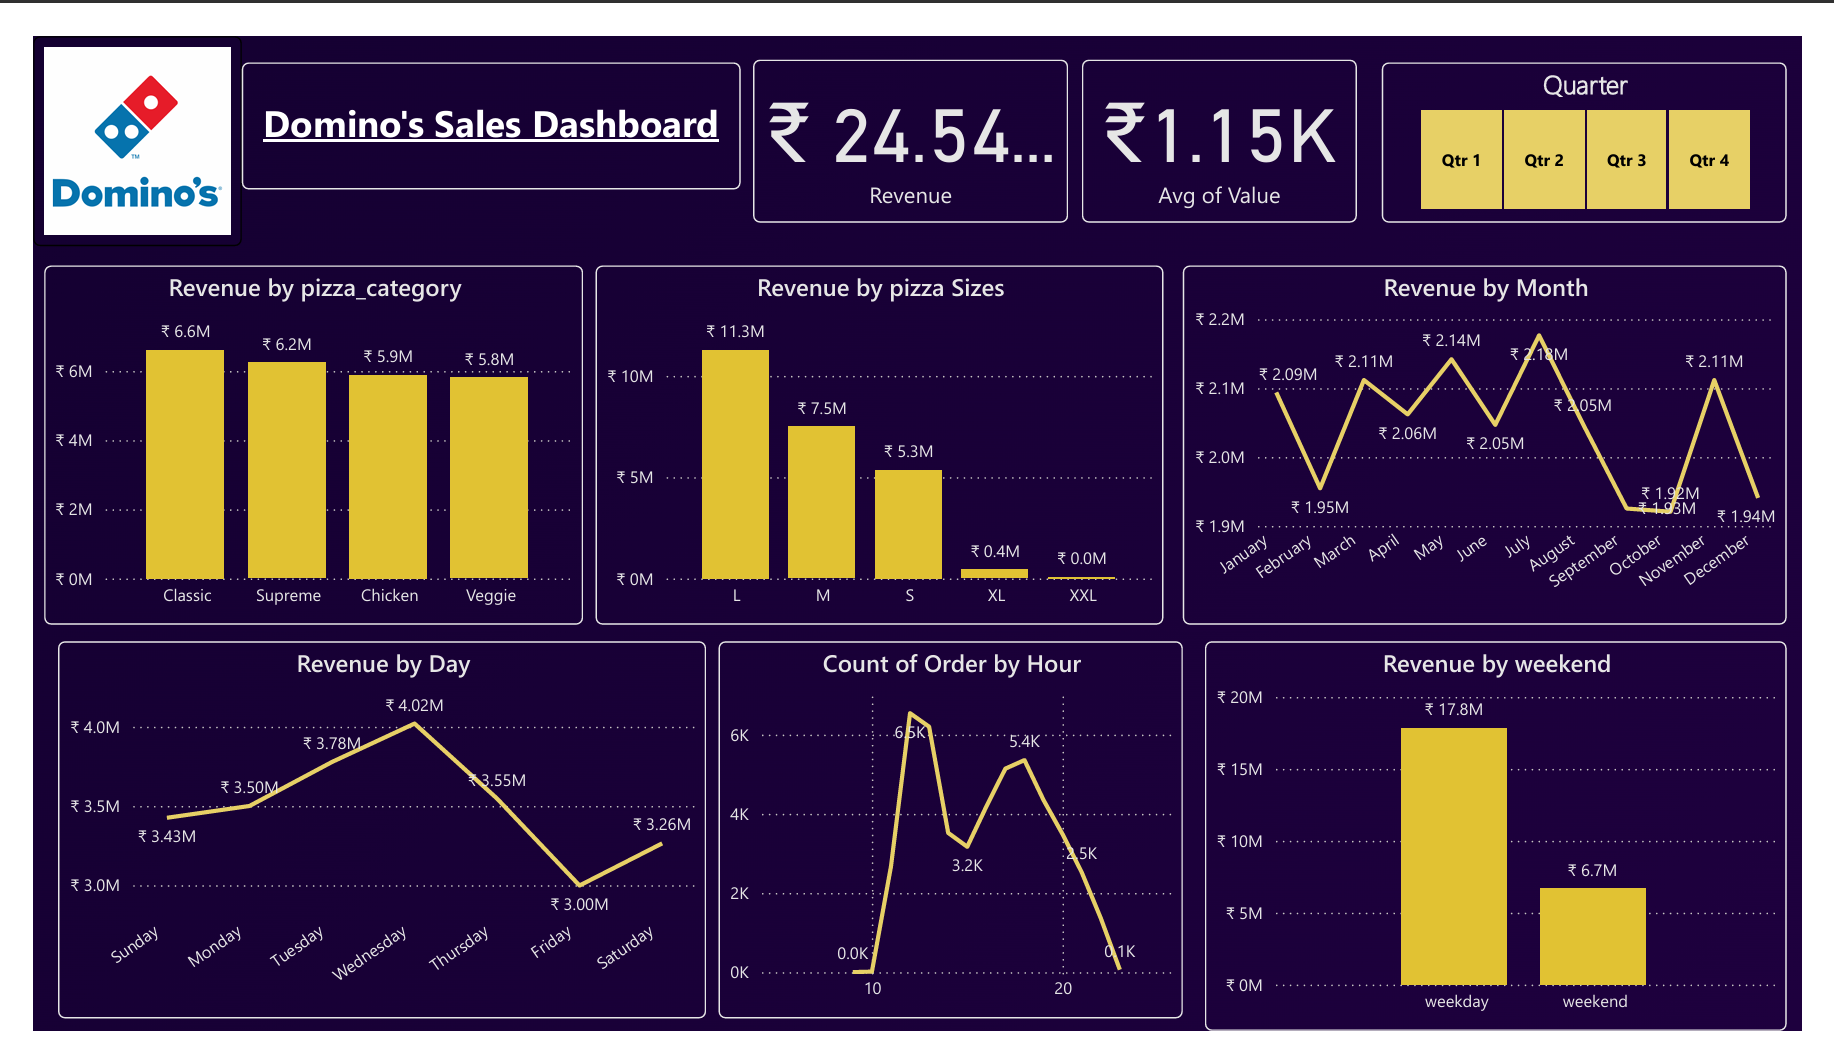 Domino's
TM
Domino's Sales Dashboard
₹ 24.54...
Revenue
₹1.15K
Avg of Value
Quarter
Qtr 1
Qtr 2
Qtr 3
Qtr 4
Revenue by pizza_category
₹ 6M
₹ 4M
₹ 2M
₹ 0M
₹ 6.6M
₹ 6.2M
₹ 5.9M
₹ 5.8M
Classic
Supreme
Chicken
Veggie
Revenue by pizza Sizes
₹ 10M
₹ 5M
₹ 0M
₹ 11.3M
₹ 7.5M
₹ 5.3M
₹ 0.4M
₹ 0.0M
L
M
S
XL
XXL
Revenue by Month
₹ 2.2M
₹ 2.1M
₹ 2.0M
₹ 1.9M
₹ 2.09M
₹ 1.95M
₹ 2.11M
₹ 2.06M
₹ 2.14M
₹ 2.05M
₹ 2.18M
₹ 2.05M
₹ 1.93M
₹ 1.92M
₹ 2.11M
₹ 1.94M
January
February
March
April
May
June
July
August
September
October
November
December
Revenue by Day
₹ 4.0M
₹ 3.5M
₹ 3.0M
₹ 3.43M
₹ 3.50M
₹ 3.78M
₹ 4.02M
₹ 3.55M
₹ 3.00M
₹ 3.26M
Sunday
Monday
Tuesday
Wednesday
Thursday
Friday
Saturday
Count of Order by Hour
6K
4K
2K
0K
0.0K
6.5K
3.2K
5.4K
2.5K
0.1K
10
20
Revenue by weekend
₹ 20M
₹ 15M
₹ 10M
₹ 5M
₹ 0M
₹ 17.8M
₹ 6.7M
weekday
weekend